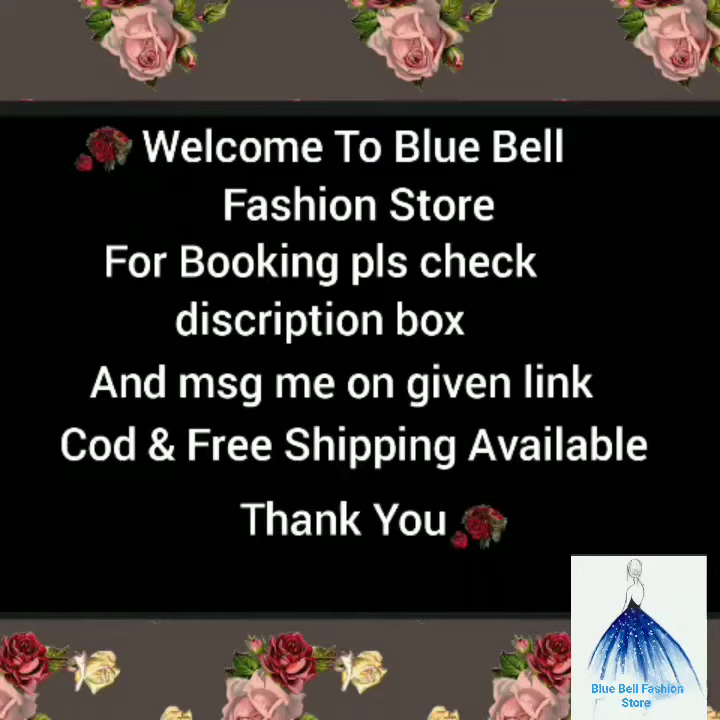 Welcome To Blue Bell
Fashion Store
For Booking pls check
discription box
And msg me on given link
Cod & Free Shipping Available
Thank You
Blue Bell Fashion
Store